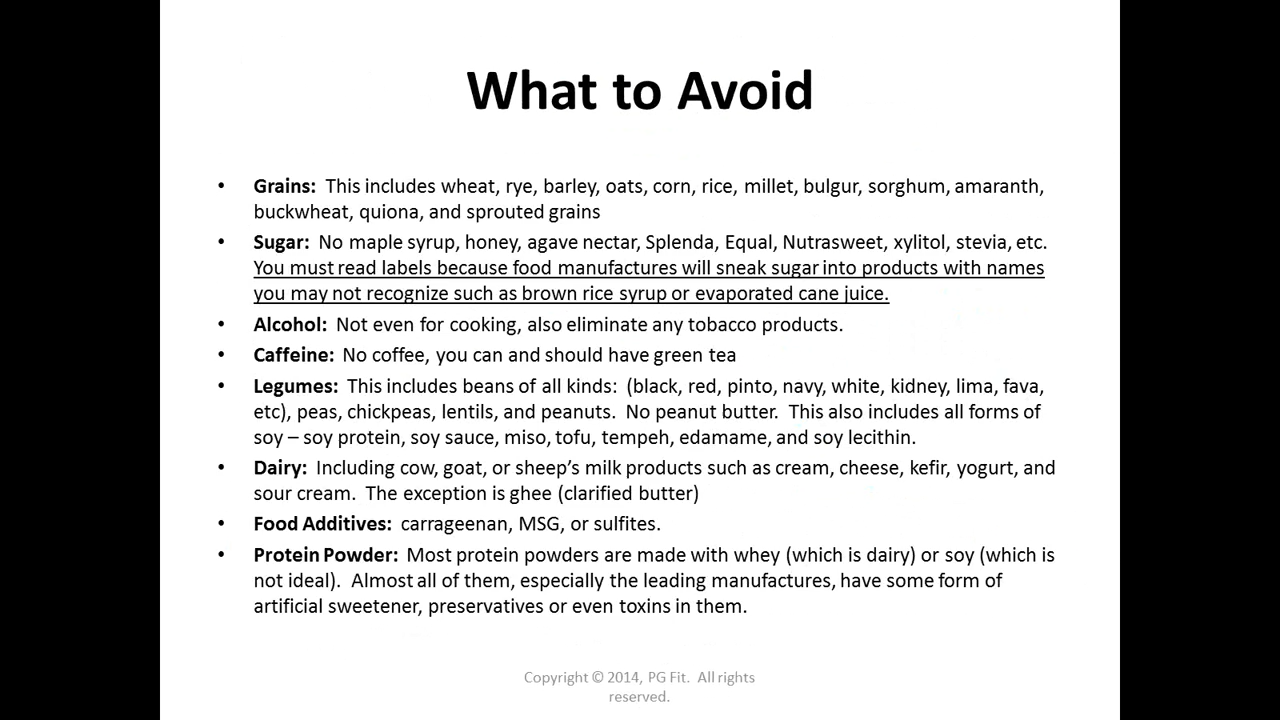 What to Avoid
• Grains: This includes wheat, rye, barley, oats, corn, rice, millet, bulgur, sorghum, amaranth,
buckwheat, quiona, and sprouted grains
• Sugar: No maple syrup, honey, agave nectar, Splenda, Equal, Nutrasweet, xylitol, stevia, etc.
You must read labels because food manufactures will sneak sugar into products with names
you may not recognize such as brown rice syrup or evaporated cane juice.
• Alcohol: Not even for cooking, also eliminate any tobacco products.
• Caffeine: No coffee, you can and should have green tea
• Legumes: This includes beans of all kinds: (black, red, pinto, navy, white, kidney, lima, fava,
etc), peas, chickpeas, lentils, and peanuts. No peanut butter. This also includes all forms of
soy – soy protein, soy sauce, miso, tofu, tempeh, edamame, and soy lecithin.
• Dairy: Including cow, goat, or sheep's milk products such as cream, cheese, kefir, yogurt, and
sour cream. The exception is ghee (clarified butter)
• Food Additives: carrageenan, MSG, or sulfites.
• Protein Powder: Most protein powders are made with whey (which is dairy) or soy (which is
not ideal). Almost all of them, especially the leading manufactures, have some form of
artificial sweetener, preservatives or even toxins in them.
Copyright © 2014, PG Fit. All rights
reserved.